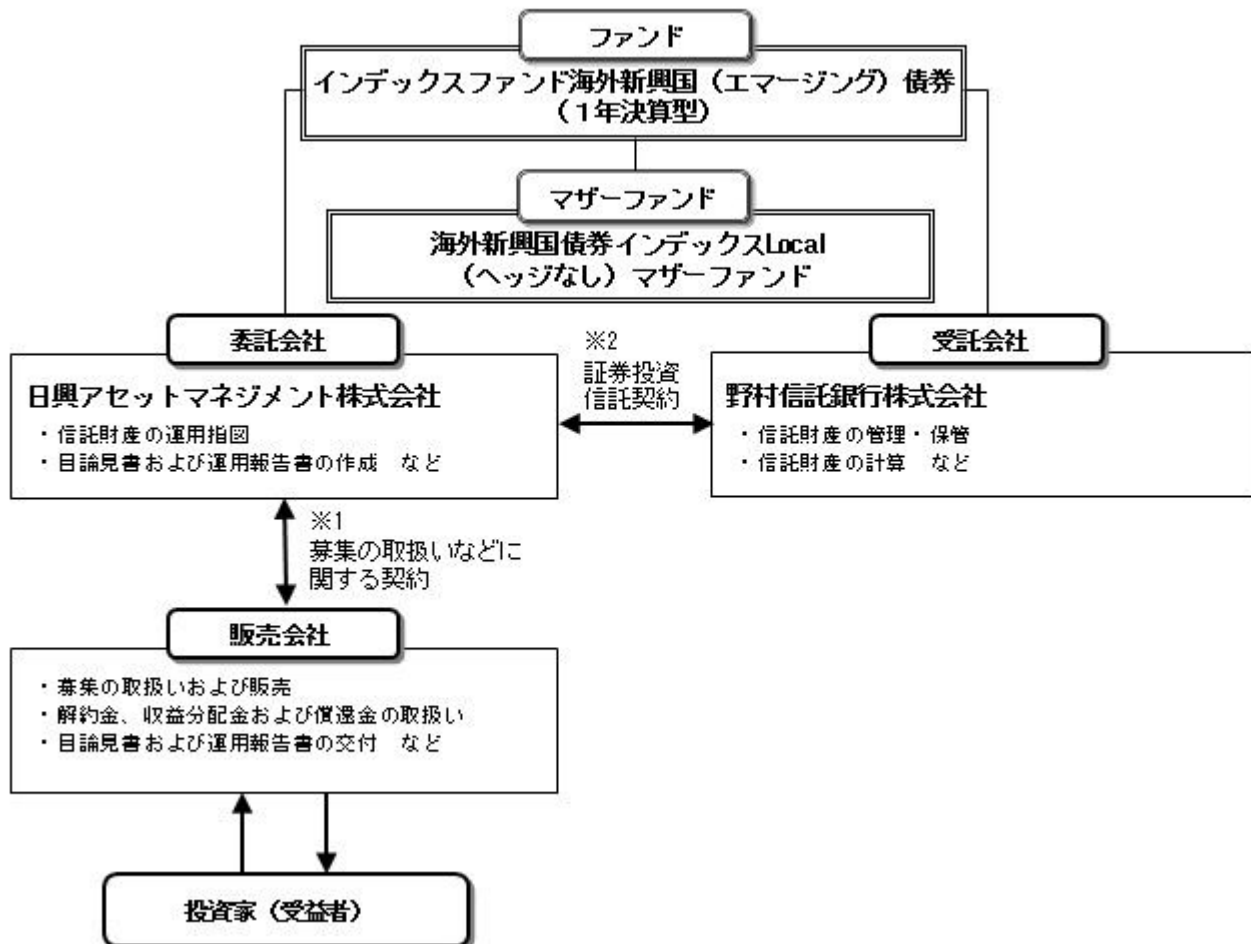 ファンド
インデックスファンド海外新興国（エマージング）債券
（１年決算型）
マザーファンド
海外新興国債券インデックスLocal
（ヘッジなし）マザーファンド
委託会社
日興アセットマネジメント株式会社
・信託財産の運用指図
・目論見書および運用報告書の作成　など
※2
証券投資
信託契約
受託会社
野村信託銀行株式会社
・信託財産の管理・保管
・信託財産の計算　など
※1
募集の取扱いなどに
関する契約
販売会社
・募集の取扱いおよび販売
・解約金、収益分配金および償還金の取扱い
・目論見書および運用報告書の交付　など
投資家（受益者）